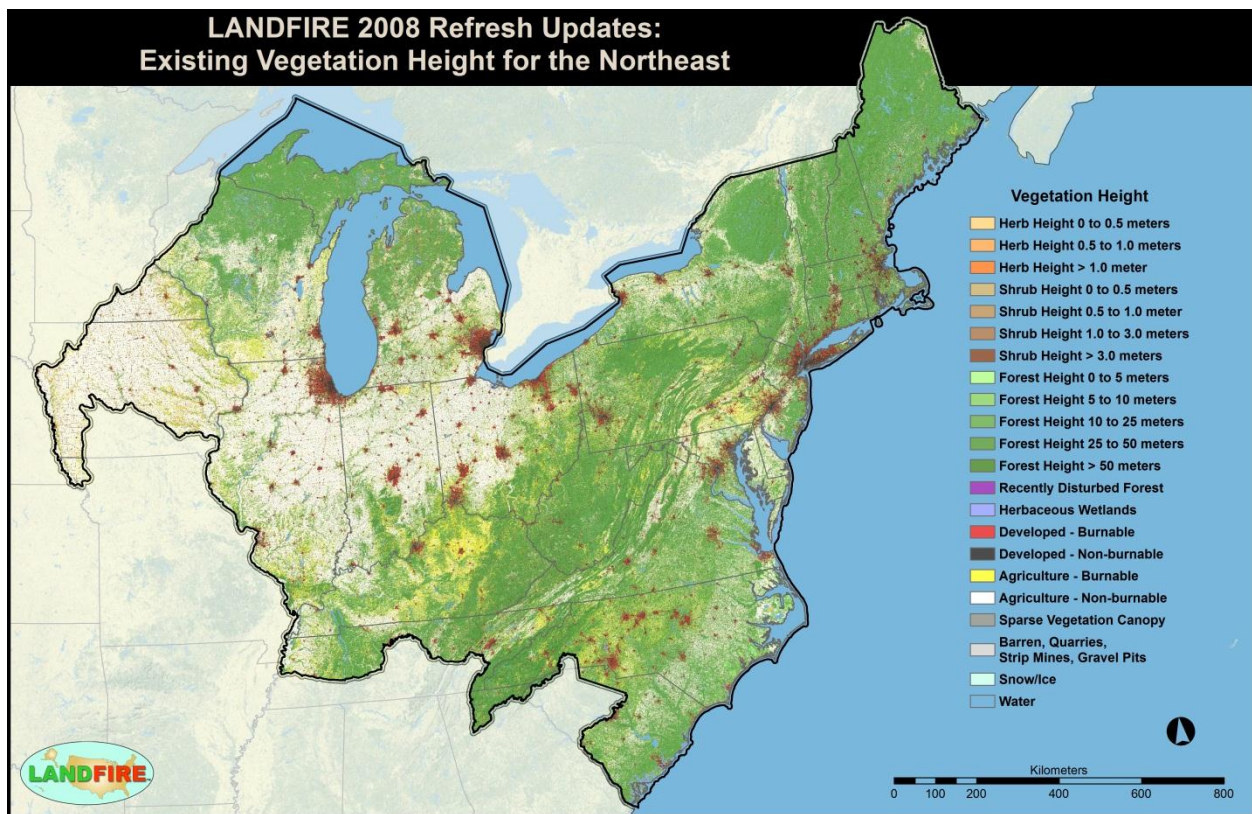 LANDFIRE 2008 Refresh Updates:
Existing Vegetation Height for the Northeast
Vegetation Height
Herb Height 0 to 0.5 meters
Herb Height 0.5 to 1.0 meters
Herb Height > 1.0 meter
Shrub Height 0 to 0.5 meters
Shrub Height 0.5 to 1.0 meter
Shrub Height 1.0 to 3.0 meters
Shrub Height > 3.0 meters
Forest Height 0 to 5 meters
Forest Height 5 to 10 meters
Forest Height 10 to 25 meters
Forest Height 25 to 50 meters
Forest Height > 50 meters
Recently Disturbed Forest
Herbaceous Wetlands
Developed - Burnable
Developed - Non-burnable
Agriculture - Burnable
Agriculture - Non-burnable
Sparse Vegetation Canopy
Barren, Quarries,
Strip Mines, Gravel Pits
Snow/Ice
Water
LANDFIRE
Kilometers
0 100 200 400 600 800